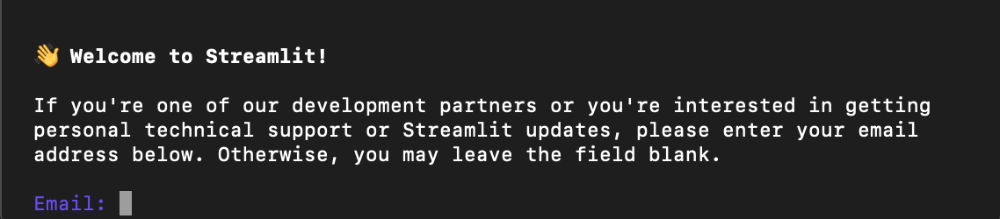 👋 Welcome to Streamlit!
If you're one of our development partners or you're interested in getting
personal technical support or Streamlit updates, please enter your email
address below. Otherwise, you may leave the field blank.
Email: